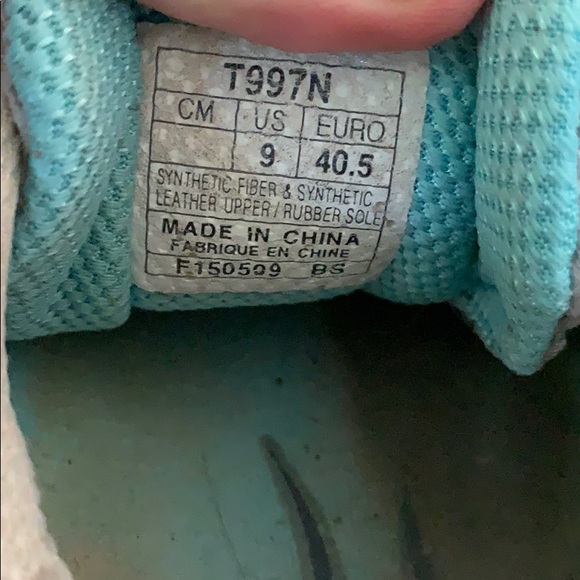 T997N
CM US EURO
9 40.5
SYNTHETIC FIBER & SYNTHETIC
LEATHER UPPER / RUBBER SOLE
MADE IN CHINA
FABRIQUE EN CHINE
F150509 BS